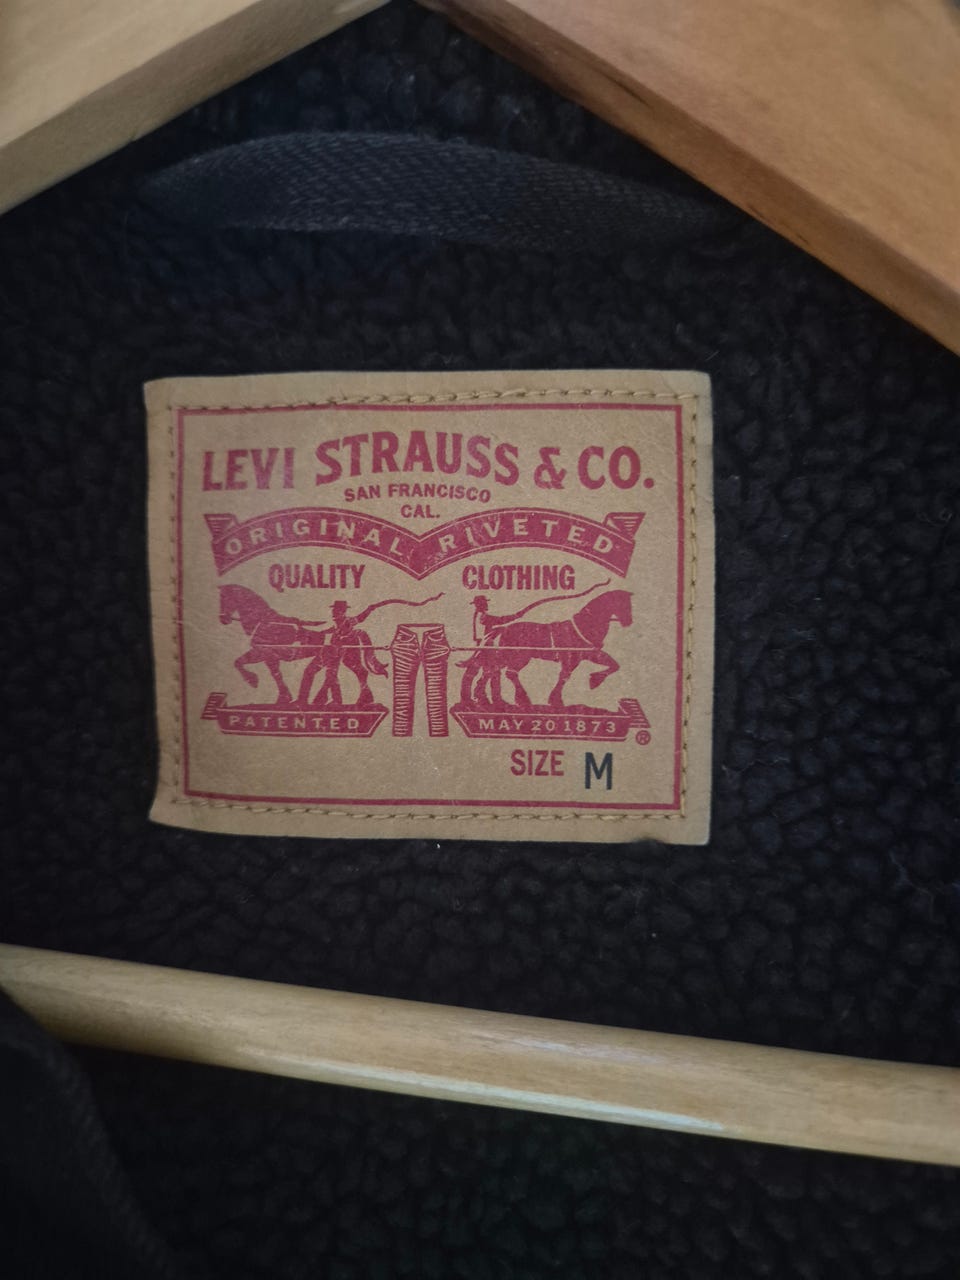 LEVI STRAUSS & CO.
SAN FRANCISCO
CAL.
ORIGINAL RIVETED
QUALITY CLOTHING
PATENTED MAY 20 1873
®
SIZE M